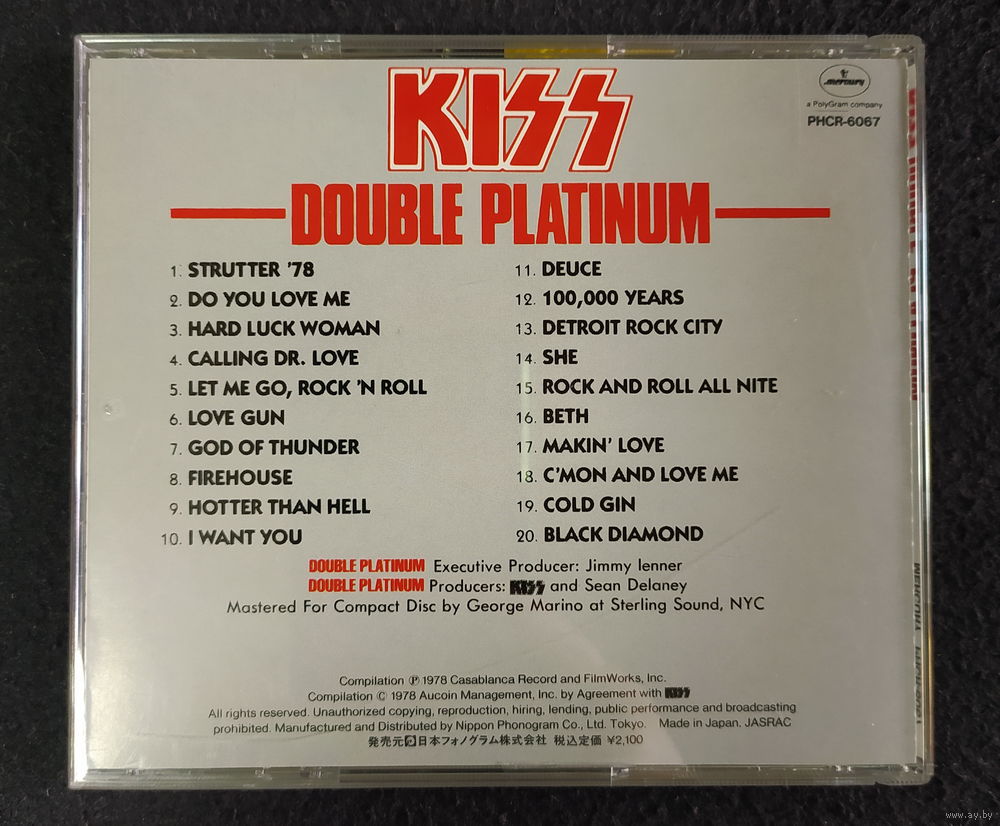 KISS
mercury
a PolyGram company
PHCR-6067
DOUBLE PLATINUM
1. STRUTTER '78
2. DO YOU LOVE ME
3. HARD LUCK WOMAN
4. CALLING DR. LOVE
5. LET ME GO, ROCK 'N ROLL
6. LOVE GUN
7. GOD OF THUNDER
8. FIREHOUSE
9. HOTTER THAN HELL
10. I WANT YOU
11. DEUCE
12. 100,000 YEARS
13. DETROIT ROCK CITY
14. SHE
15. ROCK AND ROLL ALL NITE
16. BETH
17. MAKIN' LOVE
18. C'MON AND LOVE ME
19. COLD GIN
20. BLACK DIAMOND
DOUBLE PLATINUM Executive Producer: Jimmy Ienner
DOUBLE PLATINUM Producers: KISS and Sean Delaney
Mastered For Compact Disc by George Marino at Sterling Sound, NYC
Compilation ℗ 1978 Casablanca Record and FilmWorks, Inc.
Compilation © 1978 Aucoin Management, Inc. by Agreement with KISS
All rights reserved. Unauthorized copying, reproduction, hiring, lending, public performance and broadcasting
prohibited. Manufactured and Distributed by Nippon Phonogram Co., Ltd. Tokyo. Made in Japan. JASRAC
発売元 日本フォノグラム株式会社 税込定価 ¥2,100
www.ay.by